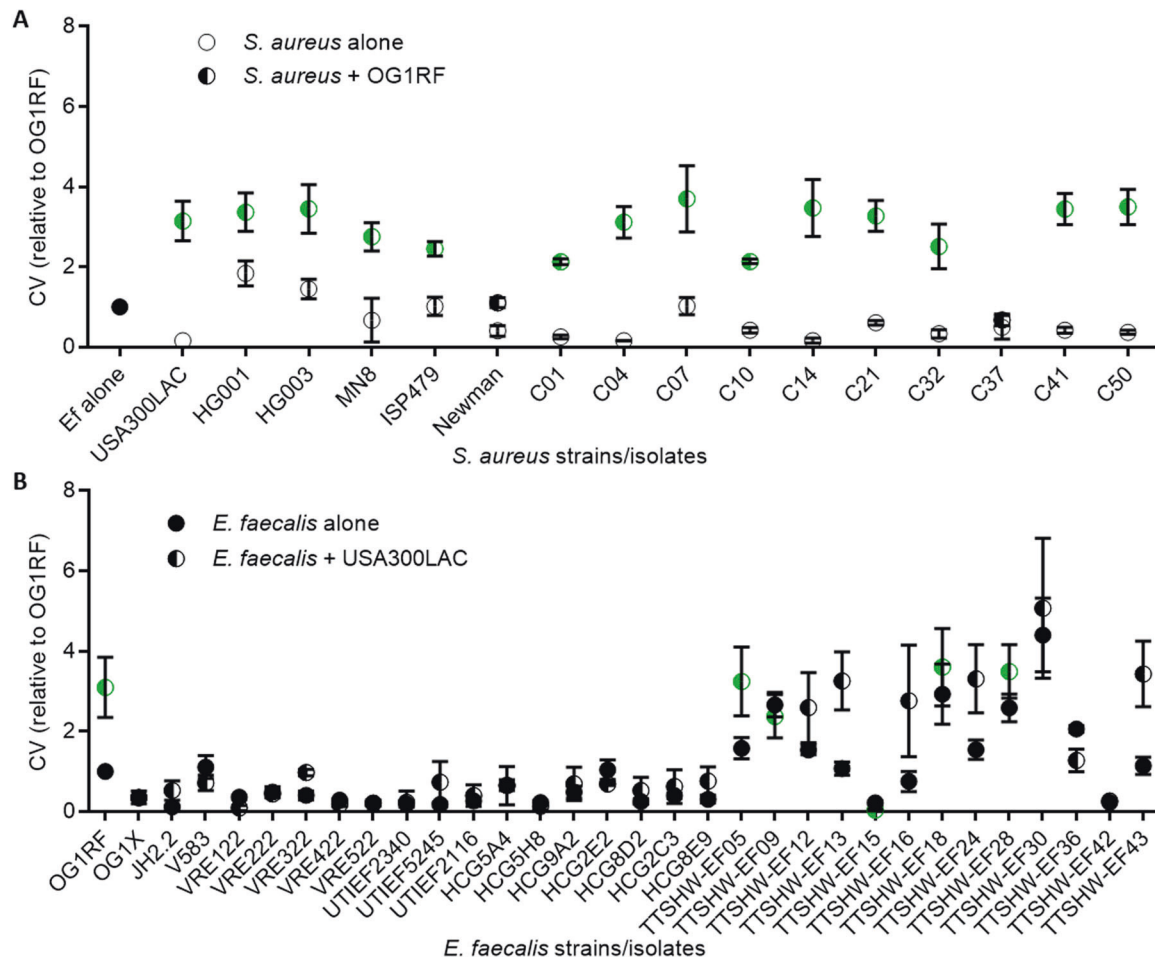 A
S. aureus alone
S. aureus + OG1RF
CV (relative to OG1RF)
8
6
4
2
0
Ef alone
USA300LAC
HG001
HG003
MN8
ISP479
Newman
C01
C04
C07
C10
C14
C21
C32
C37
C41
C50
S. aureus strains/isolates
B
E. faecalis alone
E. faecalis + USA300LAC
CV (relative to OG1RF)
8
6
4
2
0
OG1RF
OG1X
JH2.2
V583
VRE122
VRE222
VRE322
VRE422
VRE522
UTIEF2340
UTIEF5245
UTIEF2116
HCG5A4
HCG5H8
HCG9A2
HCG2E2
HCG8D2
HCG2C3
HCG8E9
TTSHW-EF05
TTSHW-EF09
TTSHW-EF12
TTSHW-EF13
TTSHW-EF15
TTSHW-EF16
TTSHW-EF18
TTSHW-EF24
TTSHW-EF28
TTSHW-EF30
TTSHW-EF36
TTSHW-EF42
TTSHW-EF43
E. faecalis strains/isolates